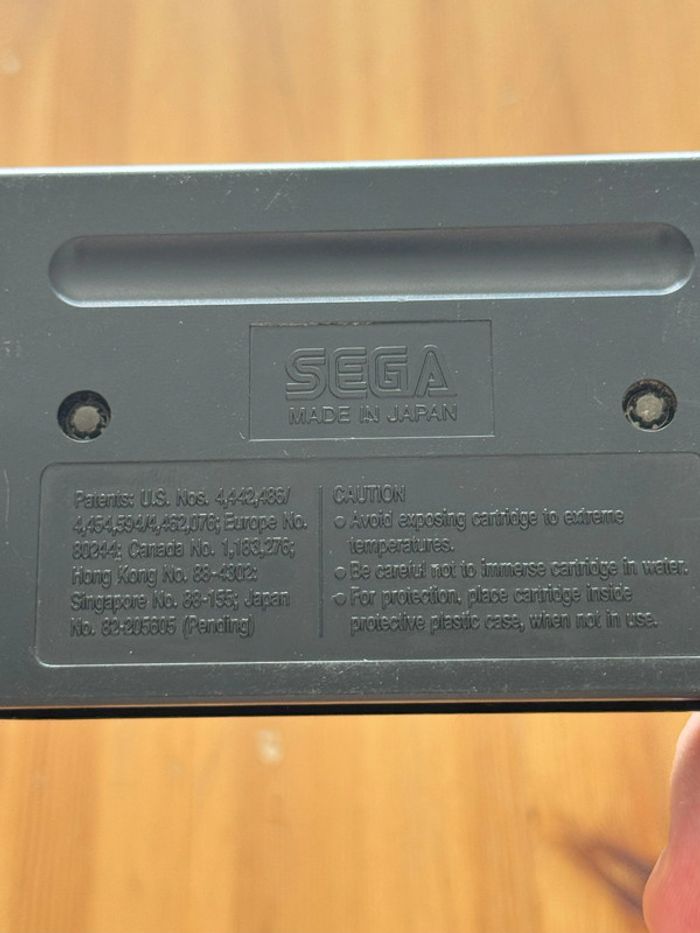 SEGA
MADE IN JAPAN
Patents: U.S. Nos. 4,442,486/
4,454,594/4,462,076; Europe No.
80244; Canada No. 1,183,276;
Hong Kong No. 88-4302;
Singapore No. 88-155; Japan
No. 82-205605 (Pending)
CAUTION
○ Avoid exposing cartridge to extreme
temperatures.
○ Be careful not to immerse cartridge in water.
○ For protection, place cartridge inside
protective plastic case, when not in use.